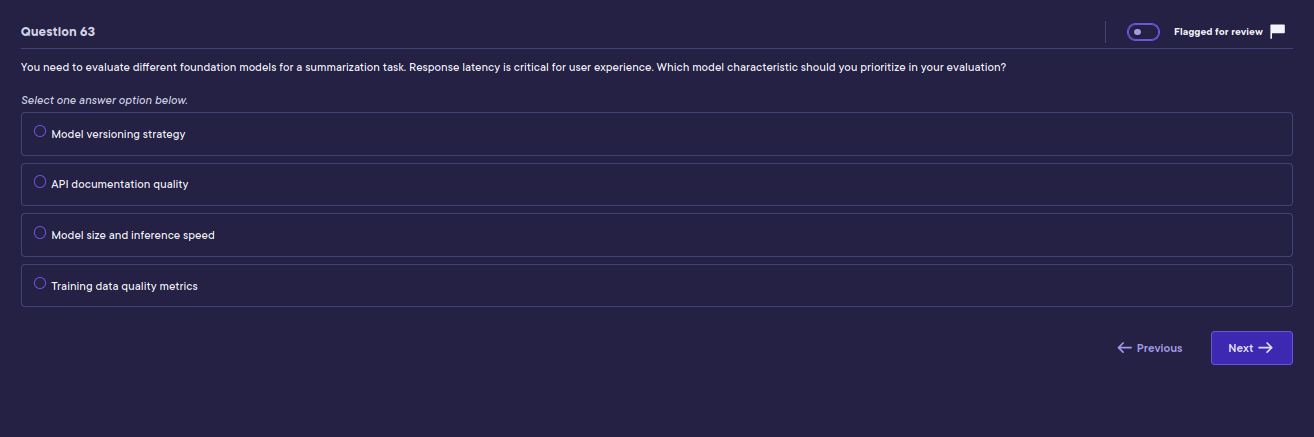 Question 63
Flagged for review
You need to evaluate different foundation models for a summarization task. Response latency is critical for user experience. Which model characteristic should you prioritize in your evaluation?
Select one answer option below.
Model versioning strategy
API documentation quality
Model size and inference speed
Training data quality metrics
Previous
Next